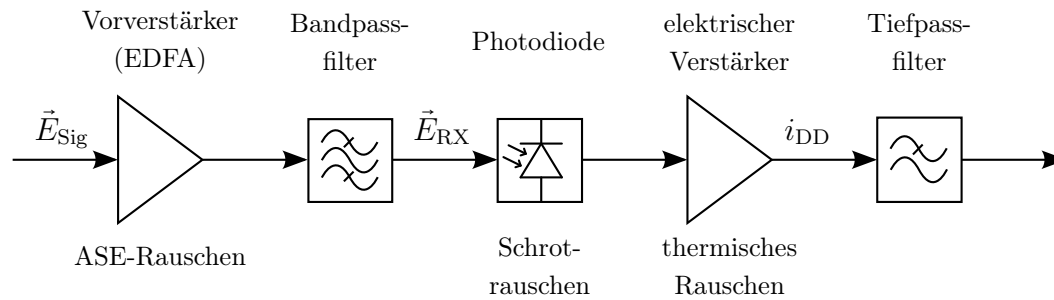 Vorverstärker
(EDFA)
Bandpass-
filter
Photodiode
elektrischer
Verstärker
Tiefpass-
filter
E⃗Sig
E⃗RX
iDD
ASE-Rauschen
Schrot-
rauschen
thermisches
Rauschen